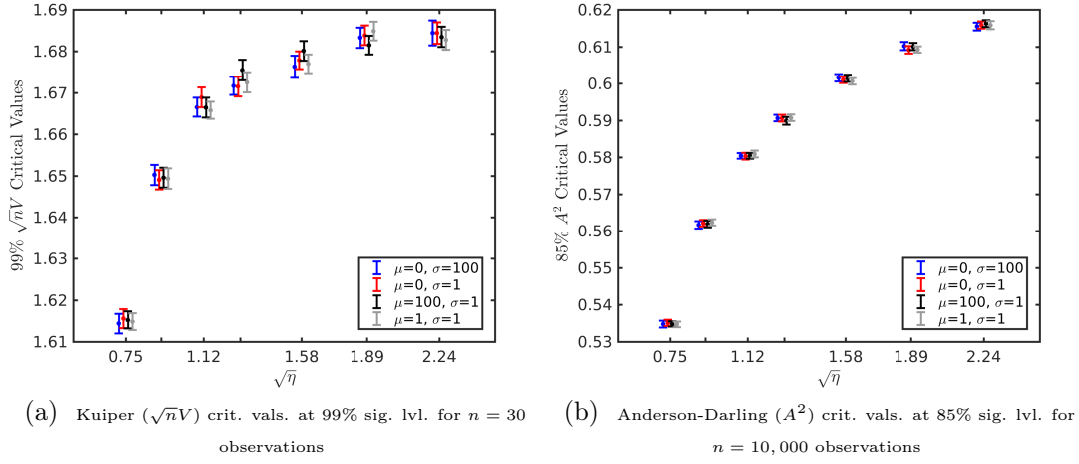 99% √nV Critical Values
1.69
1.68
1.67
1.66
1.65
1.64
1.63
1.62
1.61
0.75
1.12
1.58
1.89
2.24
√η
μ=0, σ=100
μ=0, σ=1
μ=100, σ=1
μ=1, σ=1
(a) Kuiper (√nV) crit. vals. at 99% sig. lvl. for n = 30
observations
85% A² Critical Values
0.62
0.61
0.6
0.59
0.58
0.57
0.56
0.55
0.54
0.53
0.75
1.12
1.58
1.89
2.24
√η
μ=0, σ=100
μ=0, σ=1
μ=100, σ=1
μ=1, σ=1
(b) Anderson-Darling (A²) crit. vals. at 85% sig. lvl. for
n = 10, 000 observations